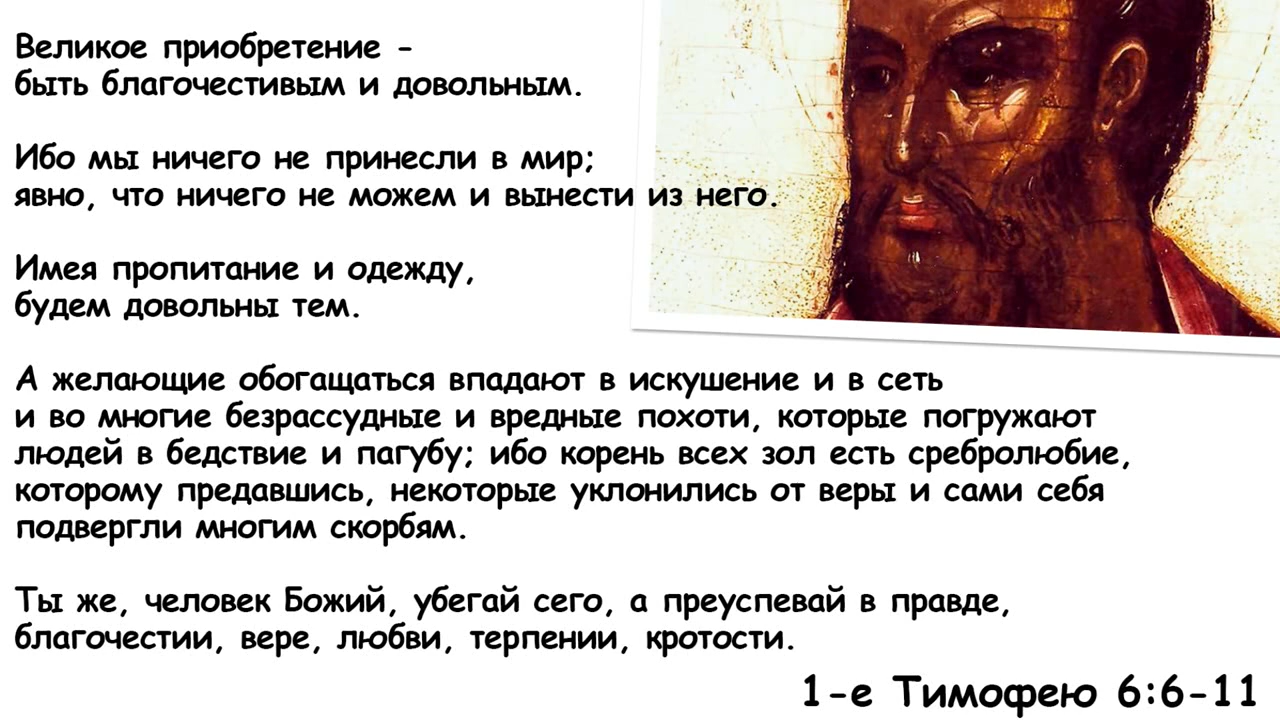 Великое приобретение -
быть благочестивым и довольным.
Ибо мы ничего не принесли в мир;
явно, что ничего не можем и вынести из него.
Имея пропитание и одежду,
будем довольны тем.
А желающие обогащаться впадают в искушение и в сеть
и во многие безрассудные и вредные похоти, которые погружают
людей в бедствие и пагубу; ибо корень всех зол есть сребролюбие,
которому предавшись, некоторые уклонились от веры и сами себя
подвергли многим скорбям.
Ты же, человек Божий, убегай сего, а преуспевай в правде,
благочестии, вере, любви, терпении, кротости.
1-е Тимофею 6:6-11